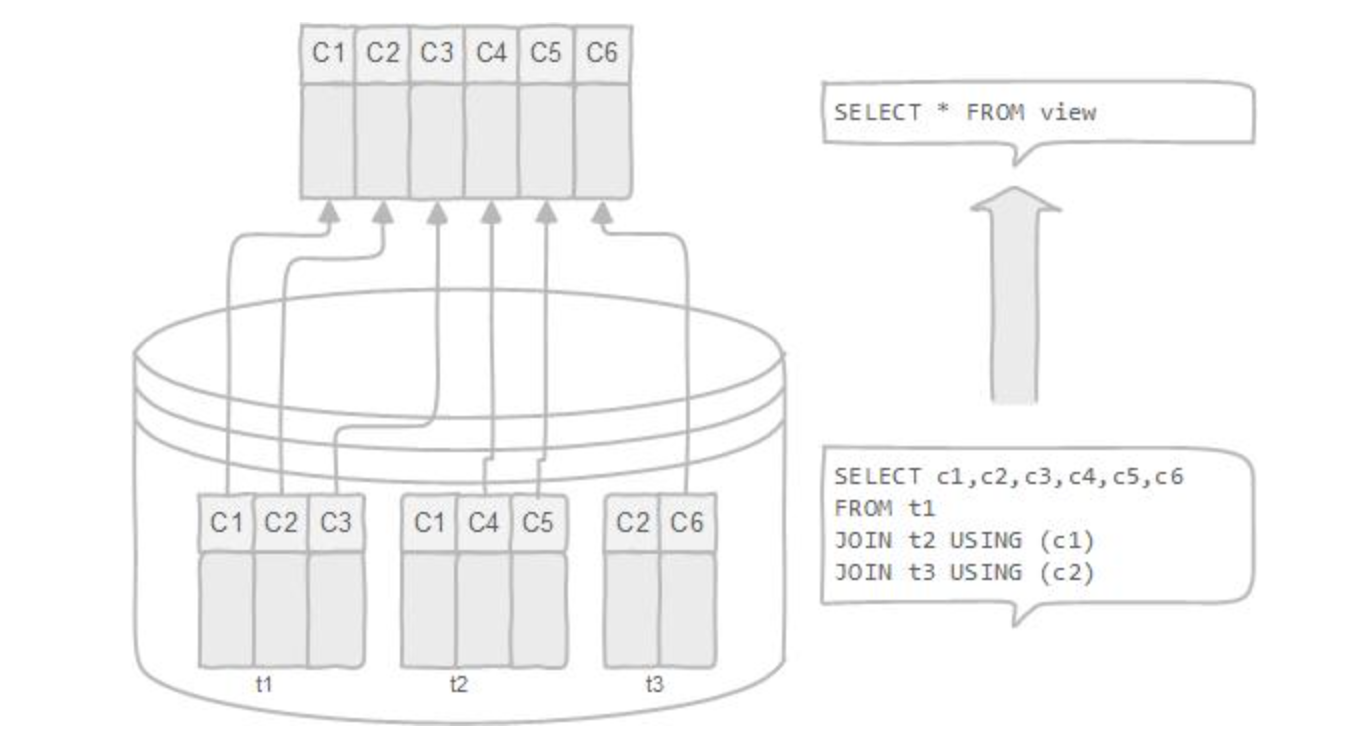 C1 C2 C3 C4 C5 C6
SELECT * FROM view
SELECT c1,c2,c3,c4,c5,c6
FROM t1
JOIN t2 USING (c1)
JOIN t3 USING (c2)
C1 C2 C3 C1 C4 C5 C2 C6
t1 t2 t3